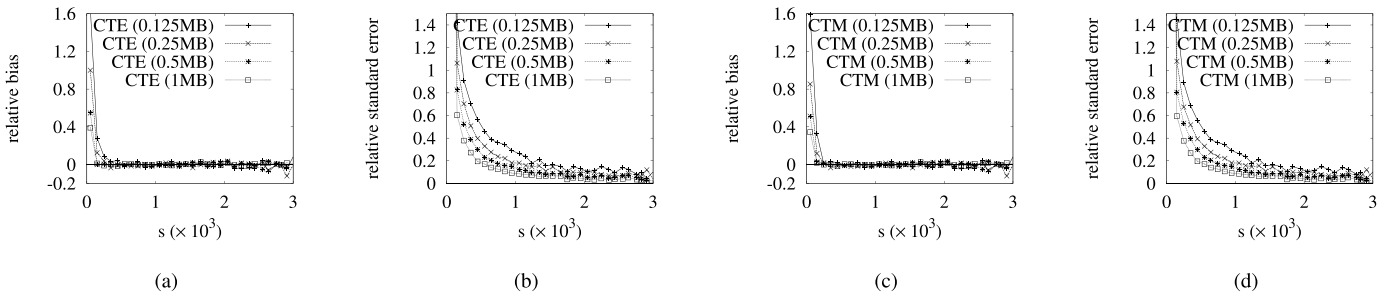 relative bias
1.6
1.2
0.8
0.4
0
-0.2
CTE (0.125MB)
CTE (0.25MB)
CTE (0.5MB)
CTE (1MB)
0 1 2 3
s (× 10³)
(a)
relative standard error
1.4
1.2
1
0.8
0.6
0.4
0.2
0
CTE (0.125MB)
CTE (0.25MB)
CTE (0.5MB)
CTE (1MB)
0 1 2 3
s (× 10³)
(b)
relative bias
1.6
1.2
0.8
0.4
0
-0.2
CTM (0.125MB)
CTM (0.25MB)
CTM (0.5MB)
CTM (1MB)
0 1 2 3
s (× 10³)
(c)
relative standard error
1.4
1.2
1
0.8
0.6
0.4
0.2
0
CTM (0.125MB)
CTM (0.25MB)
CTM (0.5MB)
CTM (1MB)
0 1 2 3
s (× 10³)
(d)